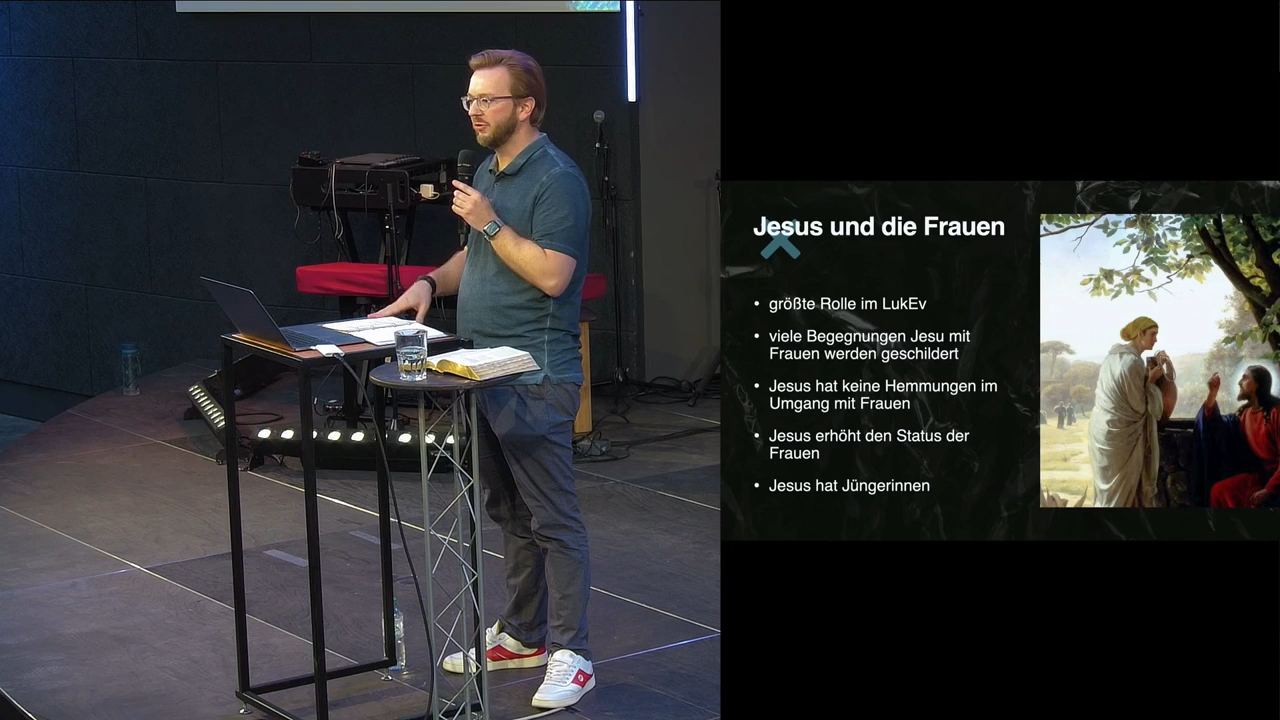 Jesus und die Frauen
• größte Rolle im LukEv
• viele Begegnungen Jesu mit
Frauen werden geschildert
• Jesus hat keine Hemmungen im
Umgang mit Frauen
• Jesus erhöht den Status der
Frauen
• Jesus hat Jüngerinnen